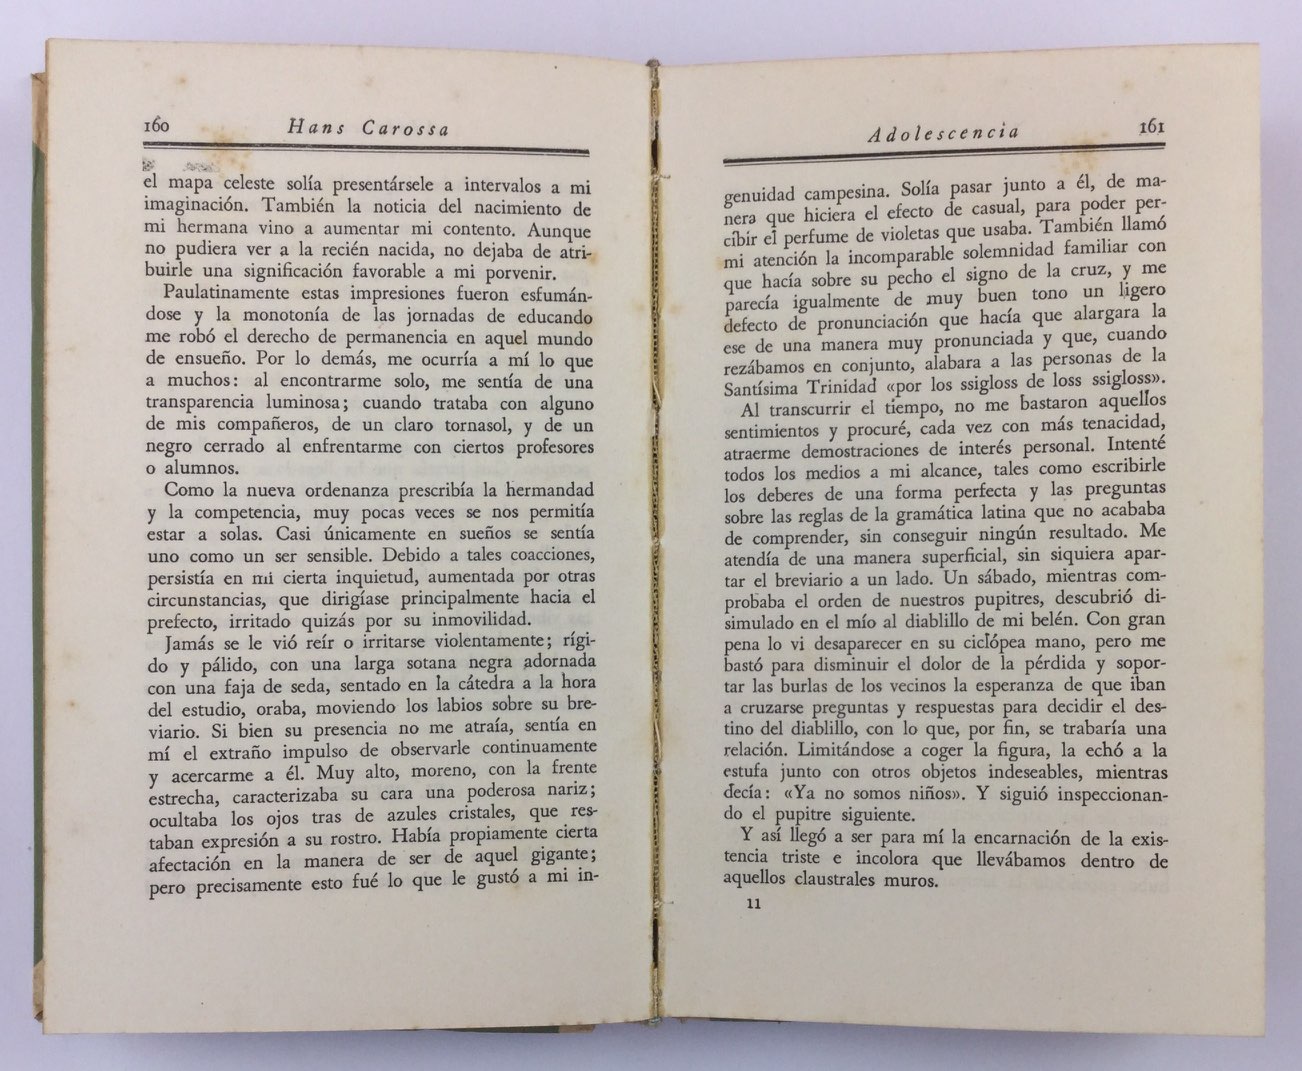 160
Hans Carossa
el mapa celeste solía presentársele a intervalos a mi
imaginación. También la noticia del nacimiento de
mi hermana vino a aumentar mi contento. Aunque
no pudiera ver a la recién nacida, no dejaba de atri-
buirle una significación favorable a mi porvenir.
Paulatinamente estas impresiones fueron esfumán-
dose y la monotonía de las jornadas de educando
me robó el derecho de permanencia en aquel mundo
de ensueño. Por lo demás, me ocurría a mí lo que
a muchos: al encontrarme solo, me sentía de una
transparencia luminosa; cuando trataba con alguno
de mis compañeros, de un claro tornasol, y de un
negro cerrado al enfrentarme con ciertos profesores
o alumnos.
Como la nueva ordenanza prescribía la hermandad
y la competencia, muy pocas veces se nos permitía
estar a solas. Casi únicamente en sueños se sentía
uno como un ser sensible. Debido a tales coacciones,
persistía en mí cierta inquietud, aumentada por otras
circunstancias, que dirigíase principalmente hacia el
prefecto, irritado quizás por su inmovilidad.
Jamás se le vió reír o irritarse violentamente; rígi-
do y pálido, con una larga sotana negra adornada
con una faja de seda, sentado en la cátedra a la hora
del estudio, oraba, moviendo los labios sobre su bre-
viario. Si bien su presencia no me atraía, sentía en
mí el extraño impulso de observarle continuamente
y acercarme a él. Muy alto, moreno, con la frente
estrecha, caracterizaba su cara una poderosa nariz;
ocultaba los ojos tras de azules cristales, que res-
taban expresión a su rostro. Había propiamente cierta
afectación en la manera de ser de aquel gigante;
pero precisamente esto fué lo que le gustó a mi in-
Adolescencia
161
genuidad campesina. Solía pasar junto a él, de ma-
nera que hiciera el efecto de casual, para poder per-
cibir el perfume de violetas que usaba. También llamó
mi atención la incomparable solemnidad familiar con
que hacía sobre su pecho el signo de la cruz, y me
parecía igualmente de muy buen tono un ligero
defecto de pronunciación que hacía que alargara la
ese de una manera muy pronunciada y que, cuando
rezábamos en conjunto, alabara a las personas de la
Santísima Trinidad «por los ssigloss de loss ssigloss».
Al transcurrir el tiempo, no me bastaron aquellos
sentimientos y procuré, cada vez con más tenacidad,
atraerme demostraciones de interés personal. Intenté
todos los medios a mi alcance, tales como escribirle
los deberes de una forma perfecta y las preguntas
sobre las reglas de la gramática latina que no acababa
de comprender, sin conseguir ningún resultado. Me
atendía de una manera superficial, sin siquiera apar-
tar el breviario a un lado. Un sábado, mientras com-
probaba el orden de nuestros pupitres, descubrió di-
simulado en el mío al diablillo de mi belén. Con gran
pena lo vi desaparecer en su ciclópea mano, pero me
bastó para disminuir el dolor de la pérdida y sopor-
tar las burlas de los vecinos la esperanza de que iban
a cruzarse preguntas y respuestas para decidir el des-
tino del diablillo, con lo que, por fin, se trabaría una
relación. Limitándose a coger la figura, la echó a la
estufa junto con otros objetos indeseables, mientras
decía: «Ya no somos niños». Y siguió inspeccionan-
do el pupitre siguiente.
Y así llegó a ser para mí la encarnación de la exis-
tencia triste e incolora que llevábamos dentro de
aquellos claustrales muros.
11